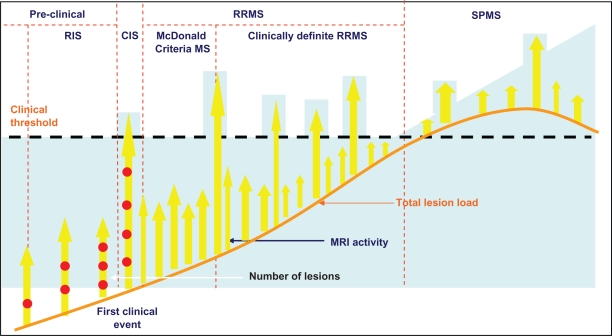 Pre-clinical
RRMS
SPMS
RIS
CIS
McDonald
Criteria MS
Clinically definite RRMS
Clinical
threshold
Total lesion load
MRI activity
Number of lesions
First clinical
event